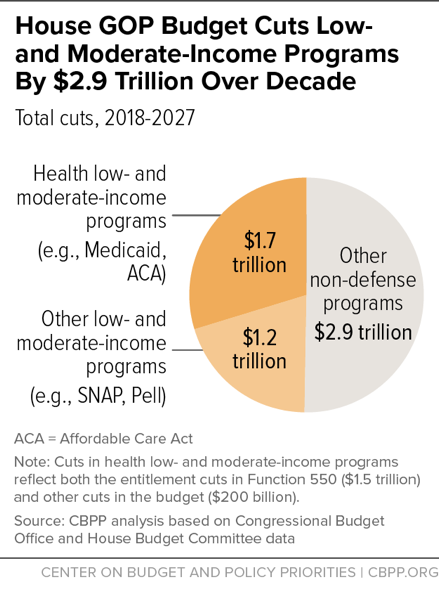 House GOP Budget Cuts Low-
and Moderate-Income Programs
By $2.9 Trillion Over Decade
Total cuts, 2018-2027
Health low- and
moderate-income
programs
(e.g., Medicaid,
ACA)
$1.7
trillion
Other
non-defense
programs
$2.9 trillion
Other low- and
moderate-income
programs
(e.g., SNAP, Pell)
$1.2
trillion
ACA = Affordable Care Act
Note: Cuts in health low- and moderate-income programs
reflect both the entitlement cuts in Function 550 ($1.5 trillion)
and other cuts in the budget ($200 billion).
Source: CBPP analysis based on Congressional Budget
Office and House Budget Committee data
CENTER ON BUDGET AND POLICY PRIORITIES | CBPP.ORG